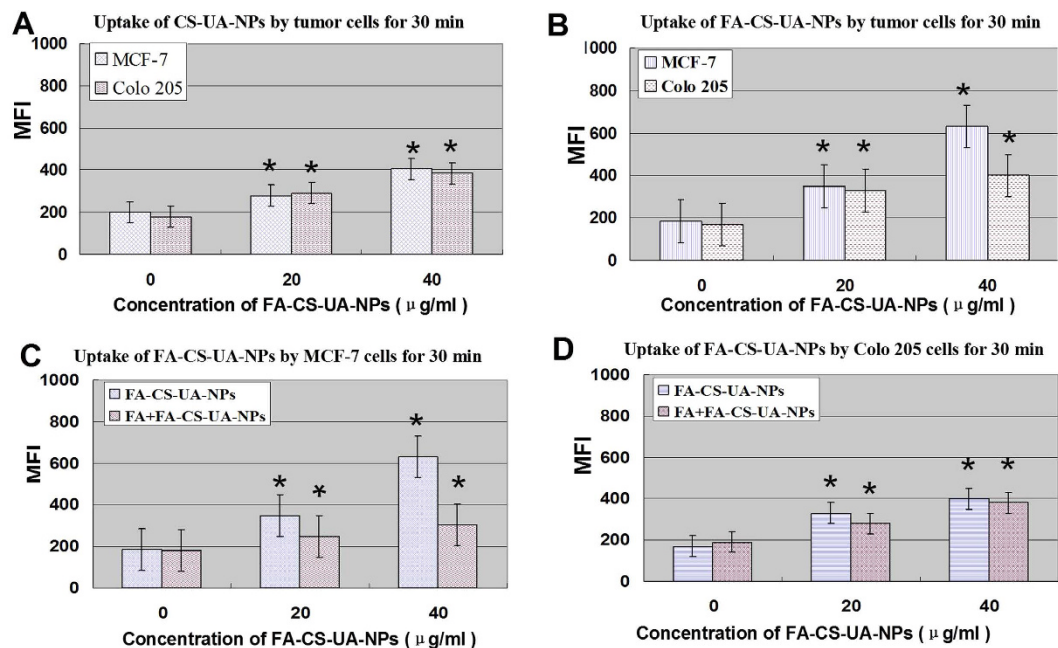 A
Uptake of CS-UA-NPs by tumor cells for 30 min
1000
800
600
400
200
0
MFI
MCF-7
Colo 205
*
*
*
*
0
20
40
Concentration of FA-CS-UA-NPs ( μ g/ml )
B
Uptake of FA-CS-UA-NPs by tumor cells for 30 min
1000
800
600
400
200
0
MFI
MCF-7
Colo 205
*
*
*
*
0
20
40
Concentration of FA-CS-UA-NPs ( μ g/ml )
C
Uptake of FA-CS-UA-NPs by MCF-7 cells for 30 min
1000
800
600
400
200
0
MFI
FA-CS-UA-NPs
FA+FA-CS-UA-NPs
*
*
*
*
0
20
40
Concentration of FA-CS-UA-NPs ( μ g/ml )
D
Uptake of FA-CS-UA-NPs by Colo 205 cells for 30 min
1000
800
600
400
200
0
MFI
FA-CS-UA-NPs
FA+FA-CS-UA-NPs
*
*
*
*
0
20
40
Concentration of FA-CS-UA-NPs ( μ g/ml )